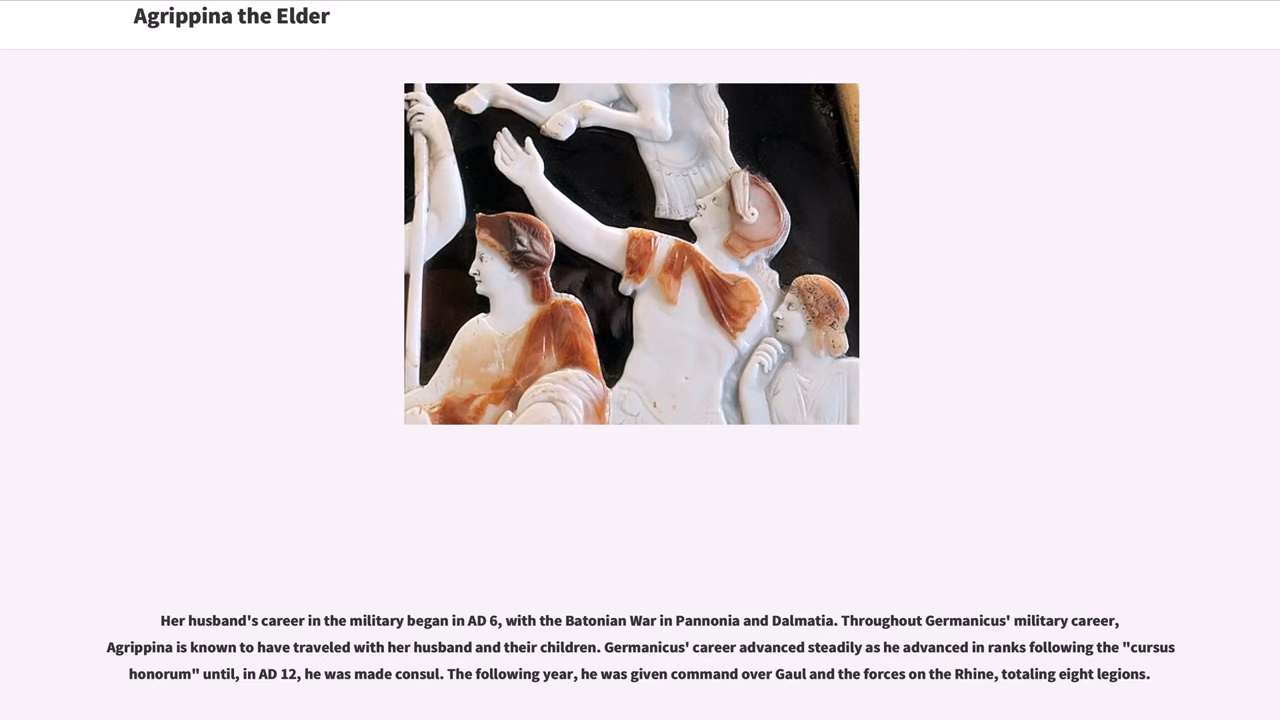 Agrippina the Elder
Her husband's career in the military began in AD 6, with the Batonian War in Pannonia and Dalmatia. Throughout Germanicus' military career,
Agrippina is known to have traveled with her husband and their children. Germanicus' career advanced steadily as he advanced in ranks following the "cursus
honorum" until, in AD 12, he was made consul. The following year, he was given command over Gaul and the forces on the Rhine, totaling eight legions.